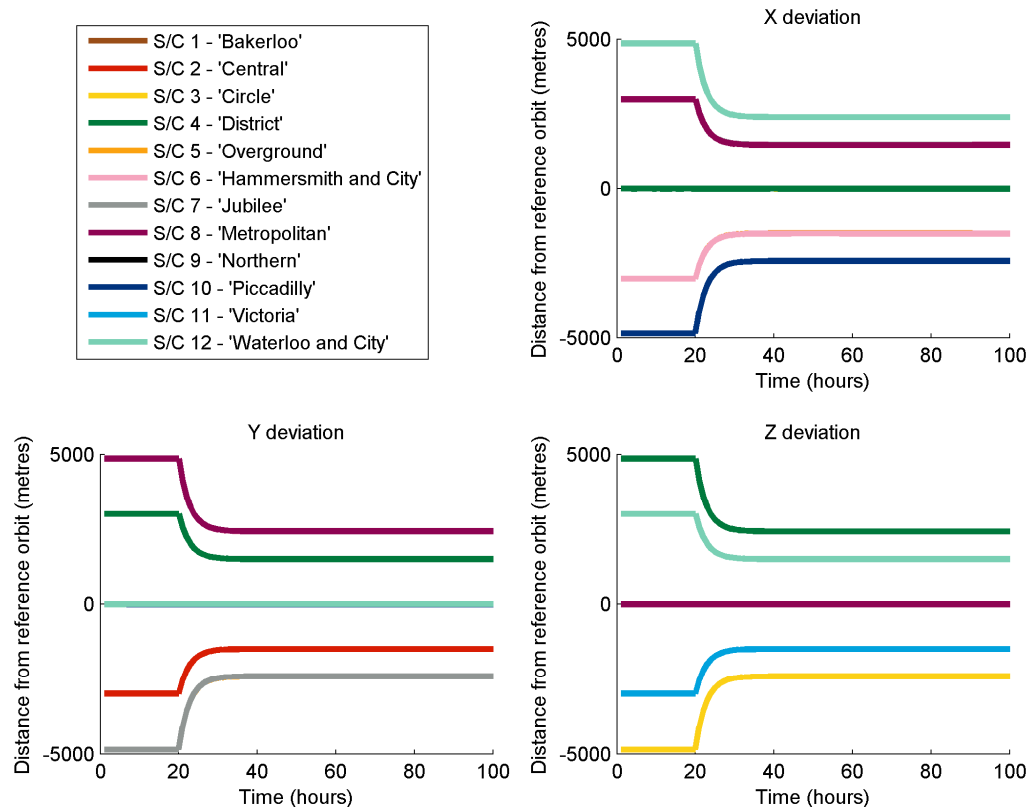 S/C 1 - 'Bakerloo'
S/C 2 - 'Central'
S/C 3 - 'Circle'
S/C 4 - 'District'
S/C 5 - 'Overground'
S/C 6 - 'Hammersmith and City'
S/C 7 - 'Jubilee'
S/C 8 - 'Metropolitan'
S/C 9 - 'Northern'
S/C 10 - 'Piccadilly'
S/C 11 - 'Victoria'
S/C 12 - 'Waterloo and City'
X deviation
Distance from reference orbit (metres)
5000
0
-5000
0 20 40 60 80 100
Time (hours)
Y deviation
Distance from reference orbit (metres)
5000
0
-5000
0 20 40 60 80 100
Time (hours)
Z deviation
Distance from reference orbit (metres)
5000
0
-5000
0 20 40 60 80 100
Time (hours)